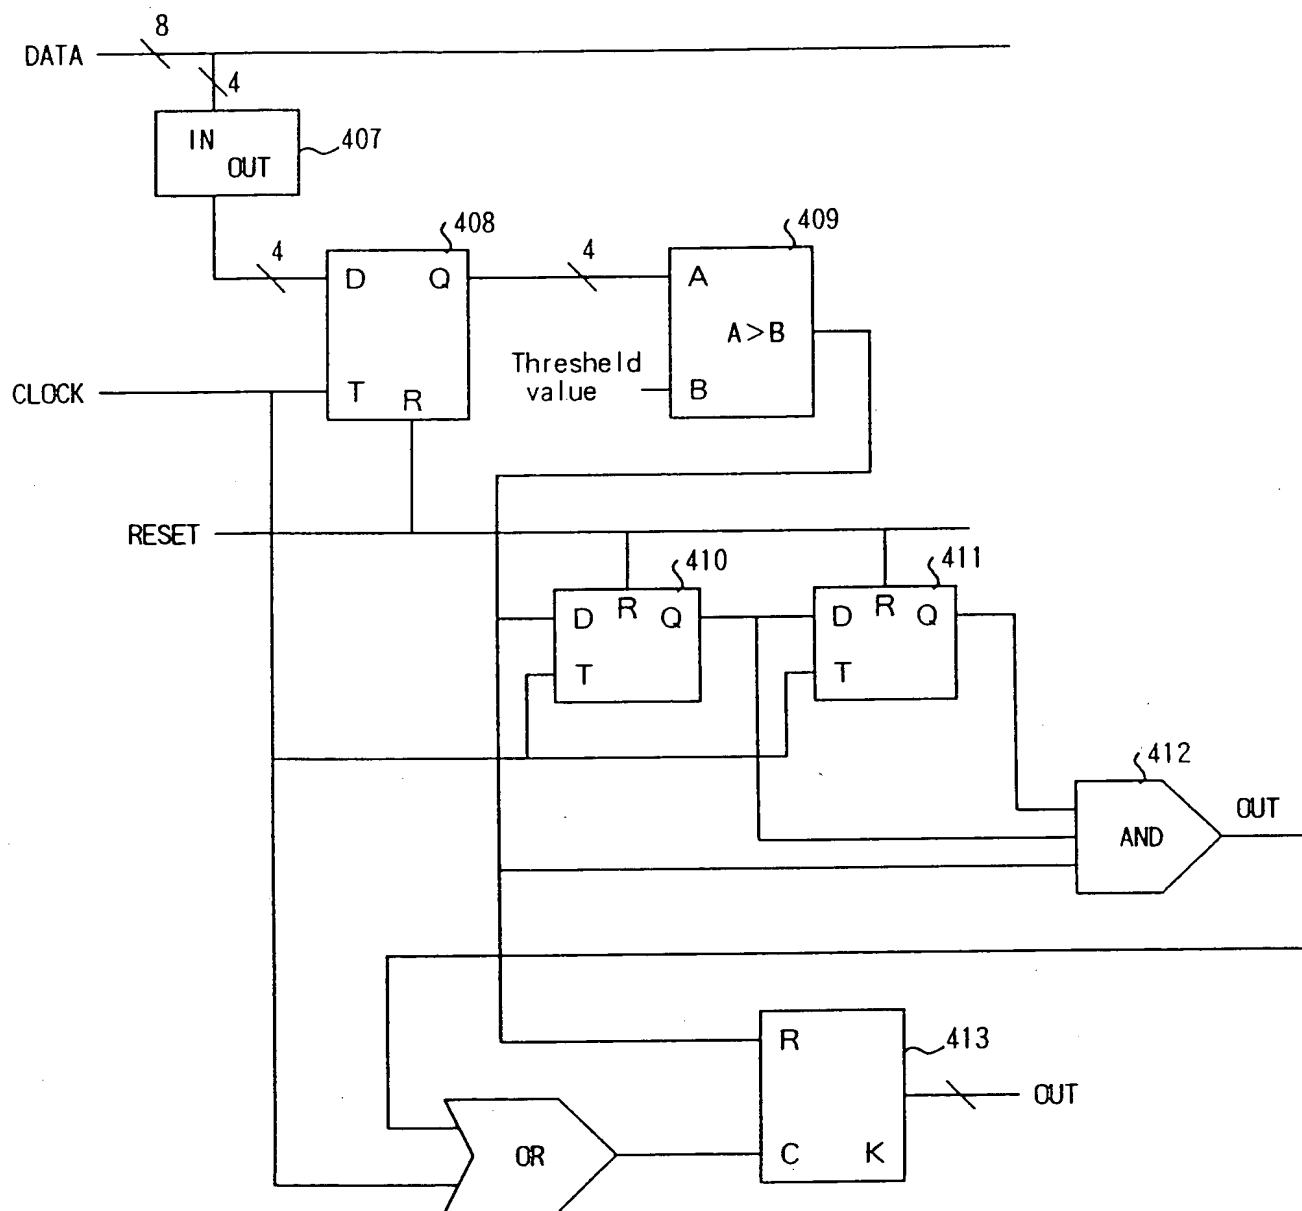 8
DATA
4
IN
OUT
407
4
408
D Q
T
R
4
409
A
A>B
B
Thresheld
value
CLOCK
RESET
410
D R Q
T
411
D R Q
T
412
AND
OUT
R
413
C K
OUT
OR